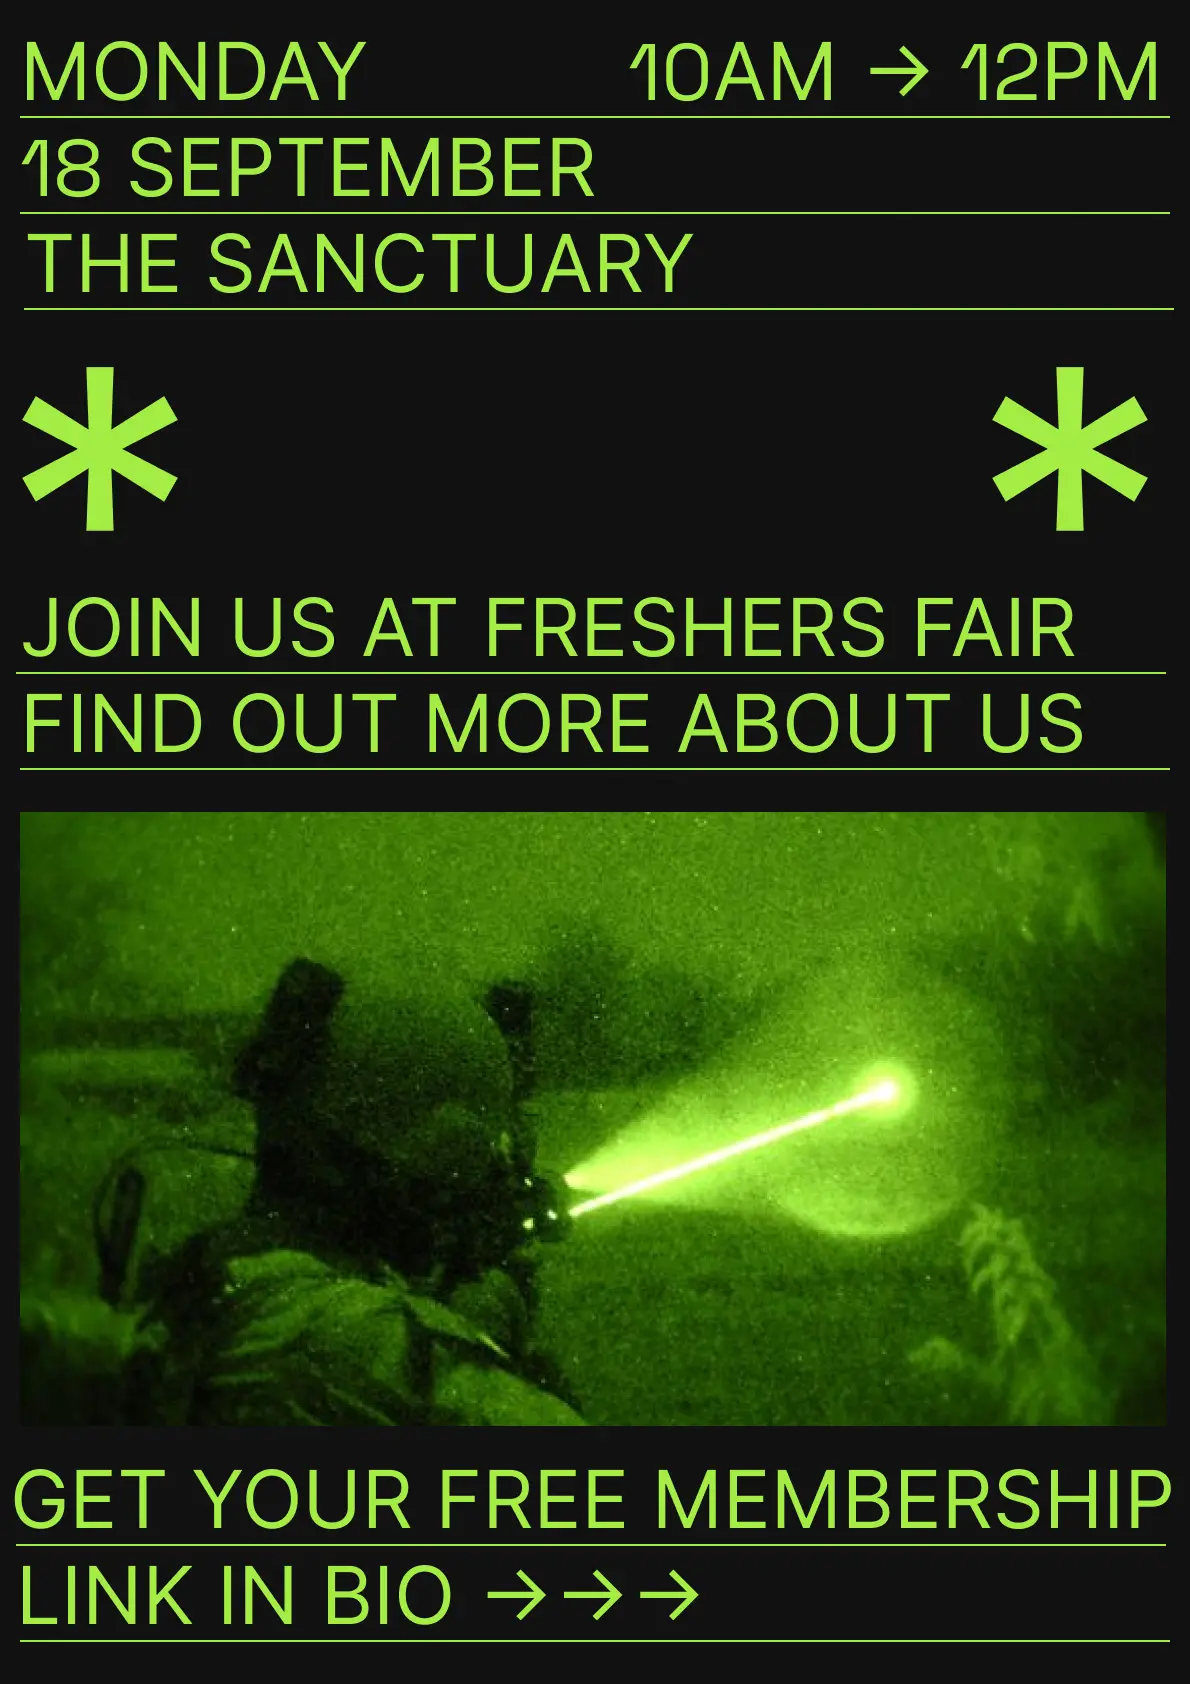 MONDAY 10AM → 12PM
18 SEPTEMBER
THE SANCTUARY
* *
JOIN US AT FRESHERS FAIR
FIND OUT MORE ABOUT US
GET YOUR FREE MEMBERSHIP
LINK IN BIO →→→